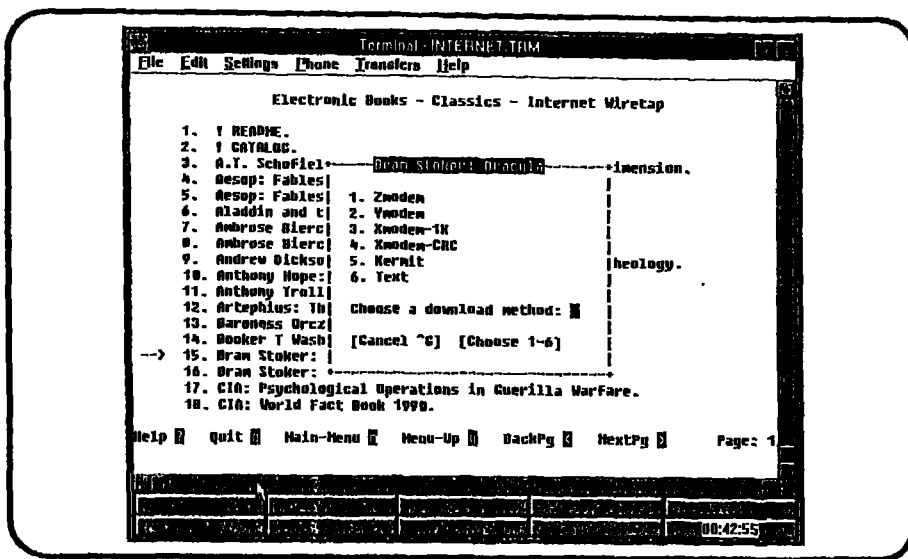 Terminal - INTERNET.TRM
File Edit Settings Phone Transfers Help
Electronic Books - Classics - Internet Wiretap
1. ! README.
2. ! CATALOG.
3. A.T. Schofiel
imension.
4. Aesop: Fables
5. Aesop: Fables
6. Aladdin and t
7. Ambrose Bierc
8. Ambrose Bierc
9. Andrew Dickso
heology.
10. Anthony Hope:
11. Anthony Troll
12. Artephius: Th
13. Baroness Orcz
14. Booker T Wash
--> 15. Bram Stoker:
16. Bram Stoker:
17. CIA: Psychological Operations in Guerilla Warfare.
18. CIA: World Fact Book 1990.
Bram Stoker: Dracula
1. Zmodem
2. Ymodem
3. Xmodem-1K
4. Xmodem-CRC
5. Kermit
6. Text
Choose a download method:
[Cancel ^G] [Choose 1-6]
Help ? Quit Main-Menu Menu-Up BackPg < NextPg > Page: 1
00:42:55